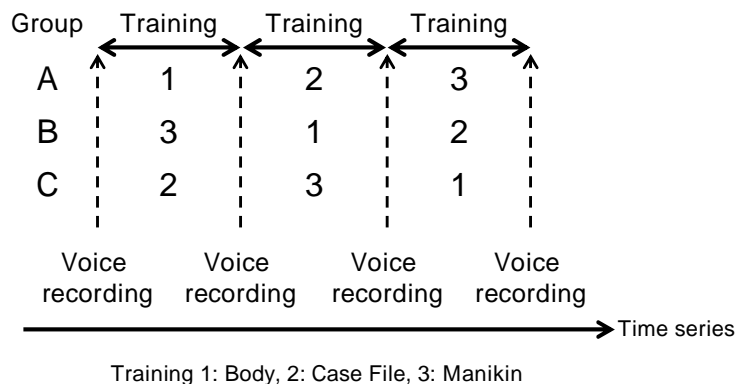 Group Training Training Training
A 1 2 3
B 3 1 2
C 2 3 1
Voice Voice Voice Voice
recording recording recording recording
Time series
Training 1: Body, 2: Case File, 3: Manikin